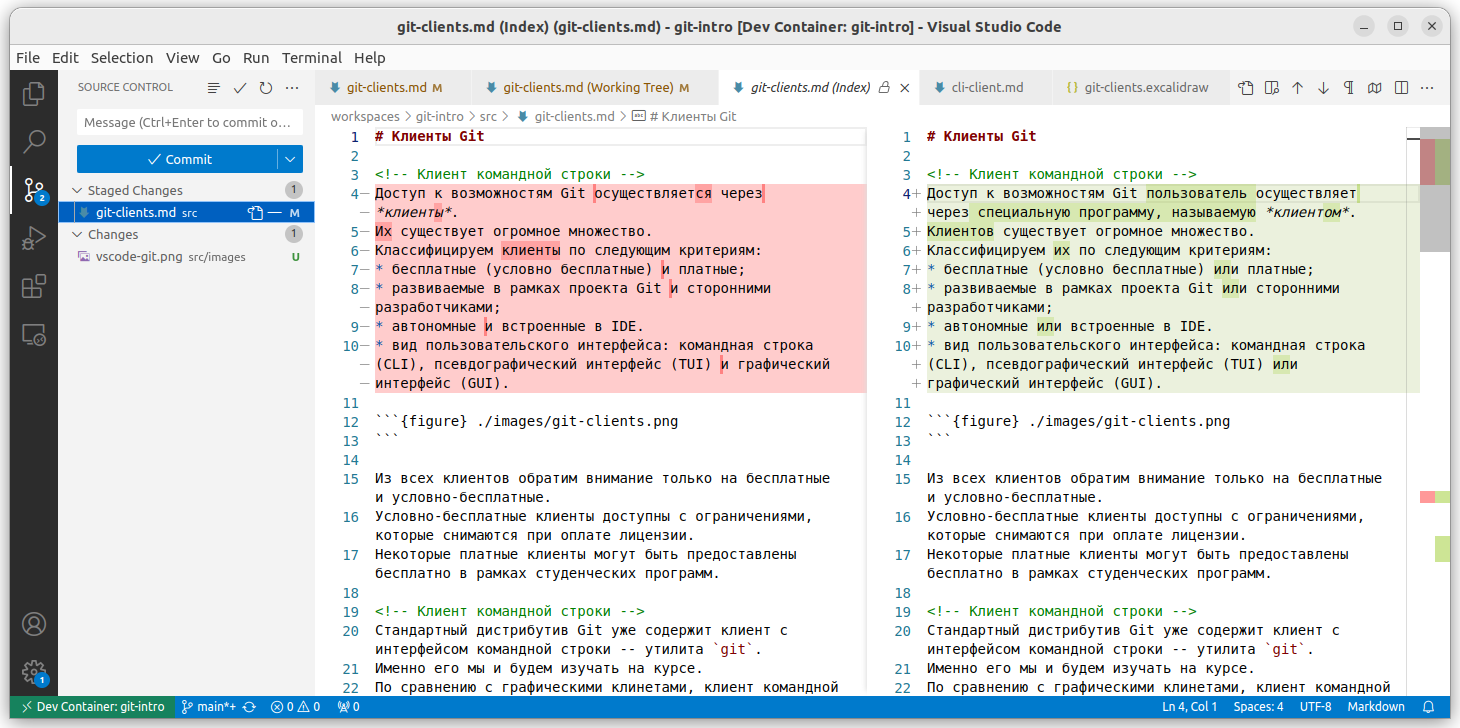 git-clients.md (Index) (git-clients.md) - git-intro [Dev Container: git-intro] - Visual Studio Code
File Edit Selection View Go Run Terminal Help
SOURCE CONTROL
Message (Ctrl+Enter to commit o...
Commit
Staged Changes 1
git-clients.md src M
Changes 1
vscode-git.png src/images U
2
1
git-clients.md M
git-clients.md (Working Tree) M
git-clients.md (Index)
cli-client.md
git-clients.excalidraw
workspaces > git-intro > src > git-clients.md > # Клиенты Git
1 # Клиенты Git
2
3 <!-- Клиент командной строки -->
4− Доступ к возможностям Git осуществляется через
− *клиенты*.
5− Их существует огромное множество.
6− Классифицируем клиенты по следующим критериям:
7− * бесплатные (условно бесплатные) и платные;
8− * развиваемые в рамках проекта Git и сторонними
− разработчиками;
9− * автономные и встроенные в IDE.
10− * вид пользовательского интерфейса: командная строка
− (CLI), псевдографический интерфейс (TUI) и графический
− интерфейс (GUI).
11
12 ```{figure} ./images/git-clients.png
13 ```
14
15 Из всех клиентов обратим внимание только на бесплатные
и условно-бесплатные.
16 Условно-бесплатные клиенты доступны с ограничениями,
которые снимаются при оплате лицензии.
17 Некоторые платные клиенты могут быть предоставлены
бесплатно в рамках студенческих программ.
18
19 <!-- Клиент командной строки -->
20 Стандартный дистрибутив Git уже содержит клиент с
интерфейсом командной строки -- утилита `git`.
21 Именно его мы и будем изучать на курсе.
22 По сравнению с графическими клинетами, клиент командной
1 # Клиенты Git
2
3 <!-- Клиент командной строки -->
4+ Доступ к возможностям Git пользователь осуществляет
+ через специальную программу, называемую *клиентом*.
5+ Клиентов существует огромное множество.
6+ Классифицируем их по следующим критериям:
7+ * бесплатные (условно бесплатные) или платные;
8+ * развиваемые в рамках проекта Git или сторонними
+ разработчиками;
9+ * автономные или встроенные в IDE.
10+ * вид пользовательского интерфейса: командная строка
+ (CLI), псевдографический интерфейс (TUI) или
+ графический интерфейс (GUI).
11
12 ```{figure} ./images/git-clients.png
13 ```
14
15 Из всех клиентов обратим внимание только на бесплатные
и условно-бесплатные.
16 Условно-бесплатные клиенты доступны с ограничениями,
которые снимаются при оплате лицензии.
17 Некоторые платные клиенты могут быть предоставлены
бесплатно в рамках студенческих программ.
18
19 <!-- Клиент командной строки -->
20 Стандартный дистрибутив Git уже содержит клиент с
интерфейсом командной строки -- утилита `git`.
21 Именно его мы и будем изучать на курсе.
22 По сравнению с графическими клинетами, клиент командной
Dev Container: git-intro main*+ 0 0 0 Ln 4, Col 1 Spaces: 4 UTF-8 Markdown